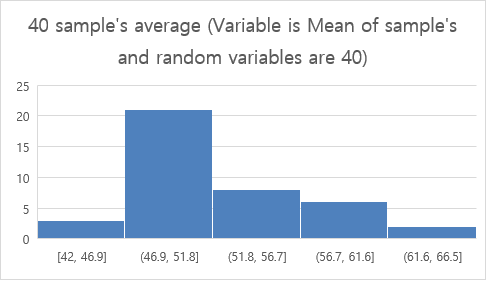 40 sample's average (Variable is Mean of sample's
and random variables are 40)
25
20
15
10
5
0
[42, 46.9] (46.9, 51.8] (51.8, 56.7] (56.7, 61.6] (61.6, 66.5]